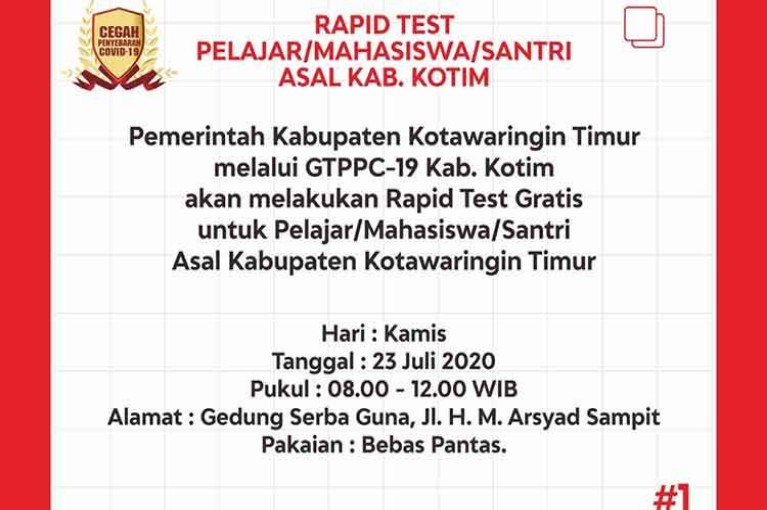 CEGAH
PENYEBARAN
COVID-19
RAPID TEST
PELAJAR/MAHASISWA/SANTRI
ASAL KAB. KOTIM
Pemerintah Kabupaten Kotawaringin Timur
melalui GTPPC-19 Kab. Kotim
akan melakukan Rapid Test Gratis
untuk Pelajar/Mahasiswa/Santri
Asal Kabupaten Kotawaringin Timur
Hari : Kamis
Tanggal : 23 Juli 2020
Pukul : 08.00 - 12.00 WIB
Alamat : Gedung Serba Guna, Jl. H. M. Arsyad Sampit
Pakaian : Bebas Pantas.
#1